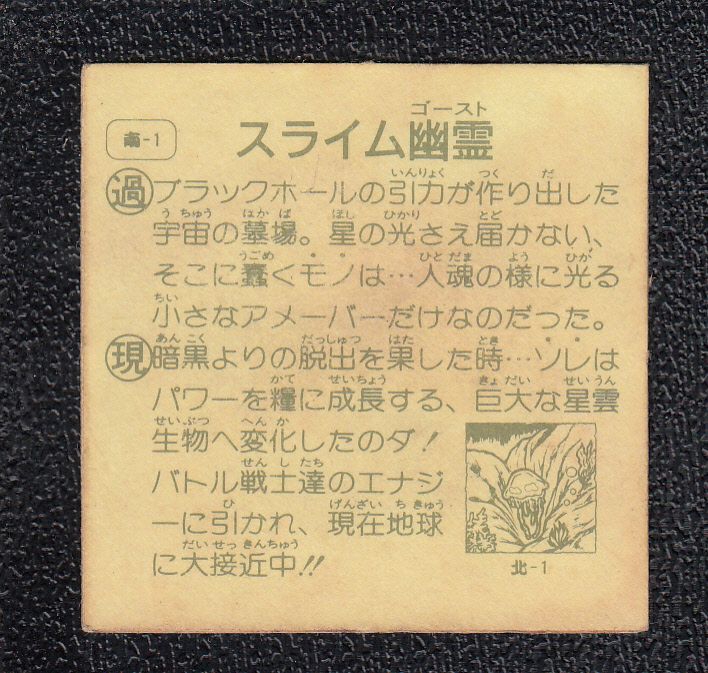 南-1
スライム幽霊
ゴースト
過 ブラックホールの引力が作り出した
宇宙の墓場。星の光さえ届かない、
そこに蠢くモノは…人魂の様に光る
小さなアメーバーだけなのだった。
現 暗黒よりの脱出を果した時…ソレは
パワーを糧に成長する、巨大な星雲
生物へ変化したのダ！
バトル戦士達のエナジ
ーに引かれ、現在地球
に大接近中!!
北-1